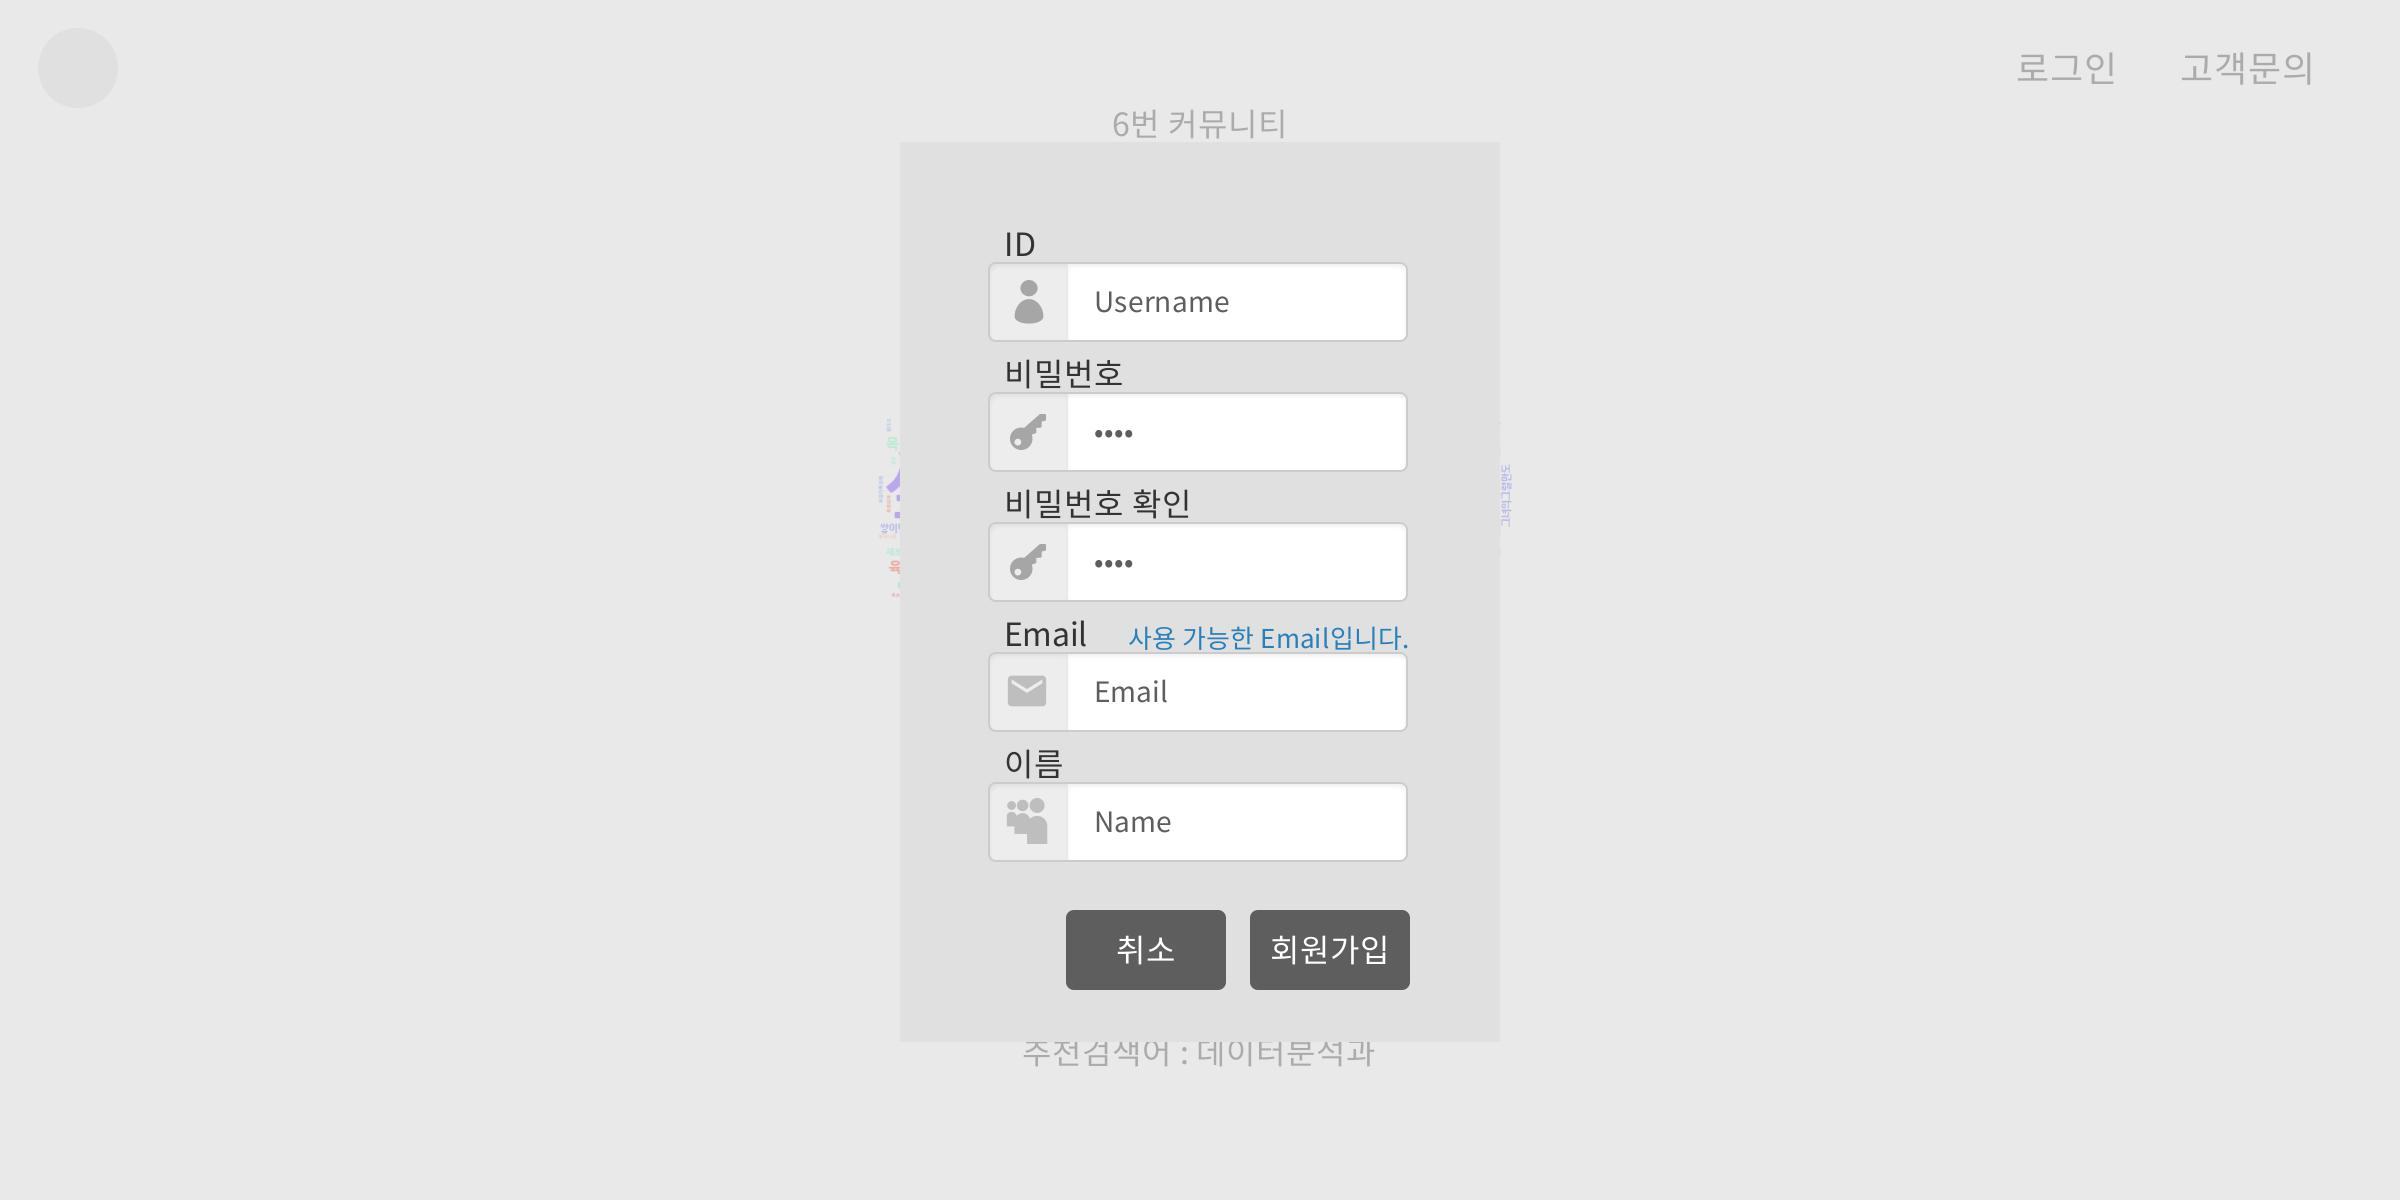 로그인 고객문의
6번 커뮤니티
ID
Username
비밀번호
••••
비밀번호 확인
••••
Email 사용 가능한 Email입니다.
Email
이름
Name
취소 회원가입
추천검색어 : 데이터분석과